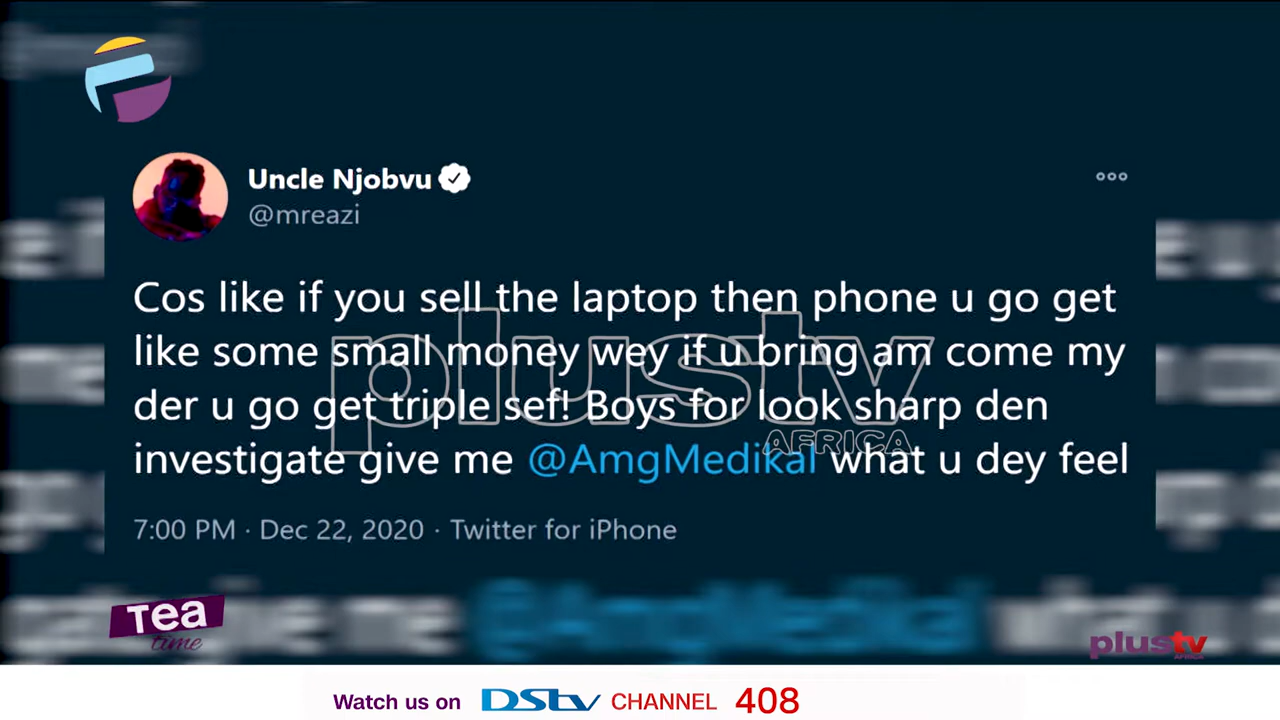 Uncle Njobvu
@mreazi
Cos like if you sell the laptop then phone u go get
like some small money wey if u bring am come my
der u go get triple sef! Boys for look sharp den
investigate give me @AmgMedikal what u dey feel
7:00 PM · Dec 22, 2020 · Twitter for iPhone
plustv
AFRICA
Tea
time
plustv
AFRICA
Watch us on DStv CHANNEL 408